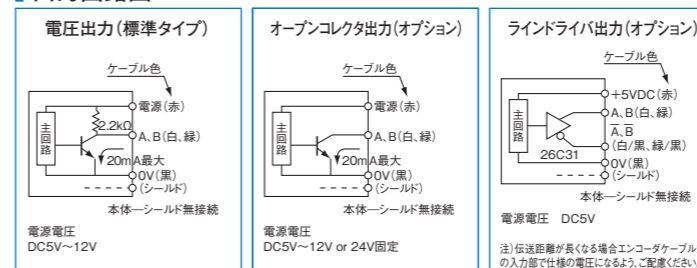 電圧出力(標準タイプ)
ケーブル色
電源(赤)
2.2kΩ
主回路
A、B(白、緑)
20mA最大
0V(黒)
(シールド)
本体―シールド無接続
電源電圧
DC5V〜12V
オープンコレクタ出力(オプション)
ケーブル色
電源(赤)
主回路
A、B(白、緑)
20mA最大
0V(黒)
(シールド)
本体―シールド無接続
電源電圧
DC5V〜12V or 24V固定
ラインドライバ出力(オプション)
ケーブル色
+5VDC(赤)
主回路
A、B(白、緑)
A̅、B̅
(白/黒、緑/黒)
26C31
0V(黒)
(シールド)
本体―シールド無接続
電源電圧 DC5V
注)伝送距離が長くなる場合エンコーダケーブル
の入力部で仕様の電圧になるよう、ご配慮ください。